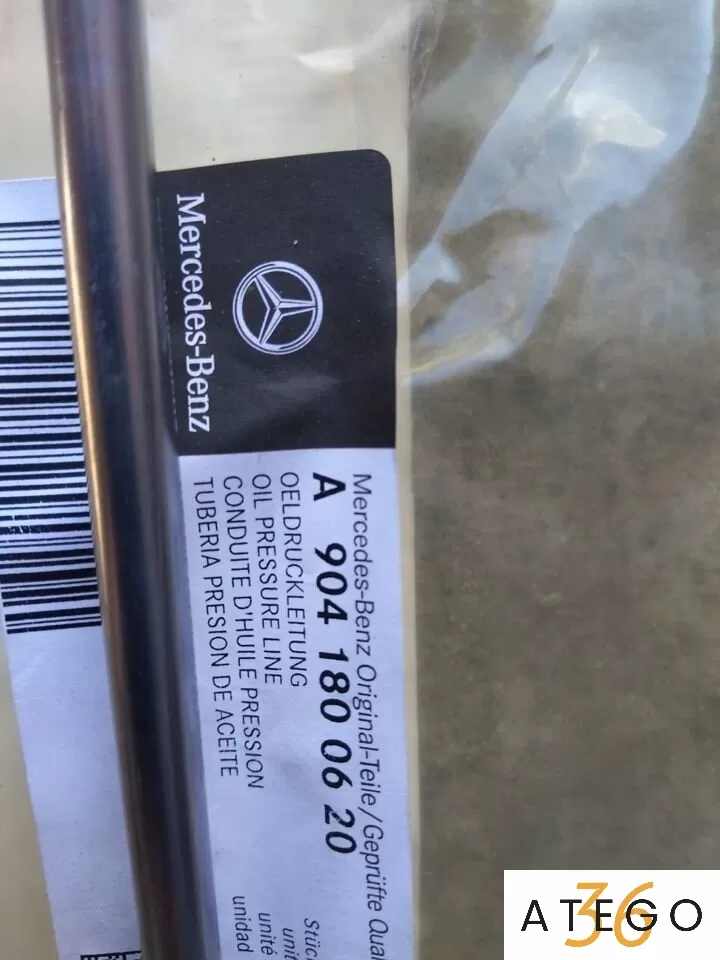 Mercedes-Benz
Mercedes-Benz Original-Teile/Geprüfte
A 904 180 06 20
OELDRUCKLEITUNG
OIL PRESSURE LINE
CONDUITE D'HUILE PRESSION
TUBERIA PRESION DE ACEITE
unit
unité
unidad
ATEGO
36